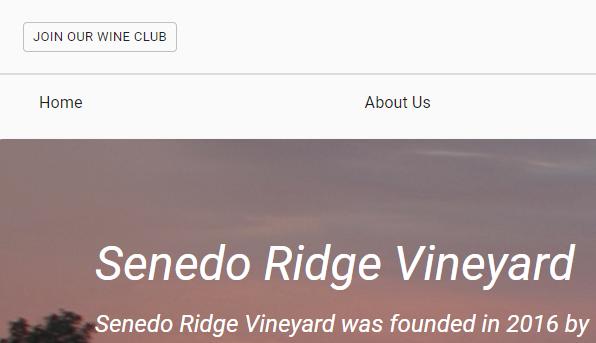 JOIN OUR WINE CLUB
Home About Us
Senedo Ridge Vineyard
Senedo Ridge Vineyard was founded in 2016 by